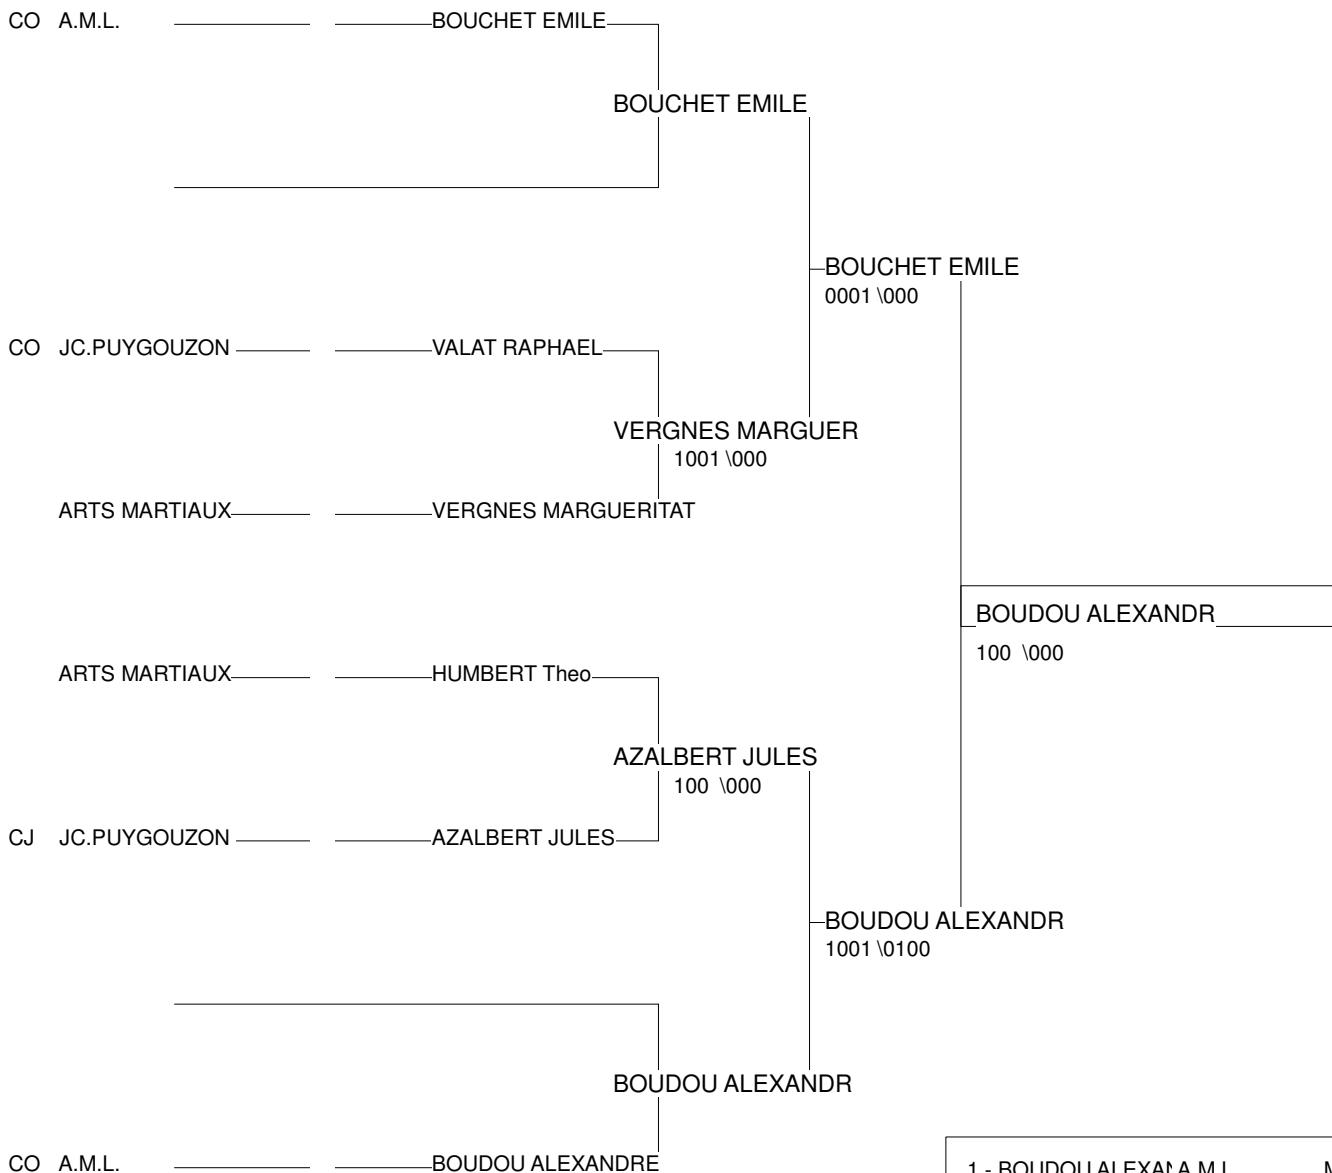 CO A.M.L. BOUCHET EMILE
BOUCHET EMILE
BOUCHET EMILE
0001 \000
CO JC.PUYGOUZON VALAT RAPHAEL
VERGNES MARGUER
1001 \000
ARTS MARTIAUX VERGNES MARGUERITAT
BOUDOU ALEXANDR
100 \000
ARTS MARTIAUX HUMBERT Theo
AZALBERT JULES
100 \000
CJ JC.PUYGOUZON AZALBERT JULES
BOUDOU ALEXANDR
1001 \0100
BOUDOU ALEXANDR
CO A.M.L. BOUDOU ALEXANDRE
1 - BOUDOU